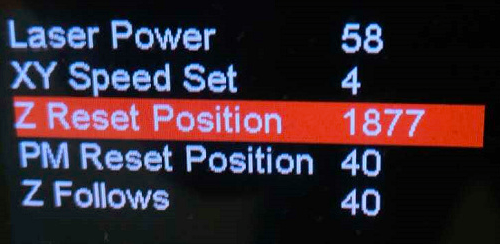 Laser Power 58
XY Speed Set 4
Z Reset Position 1877
PM Reset Position 40
Z Follows 40